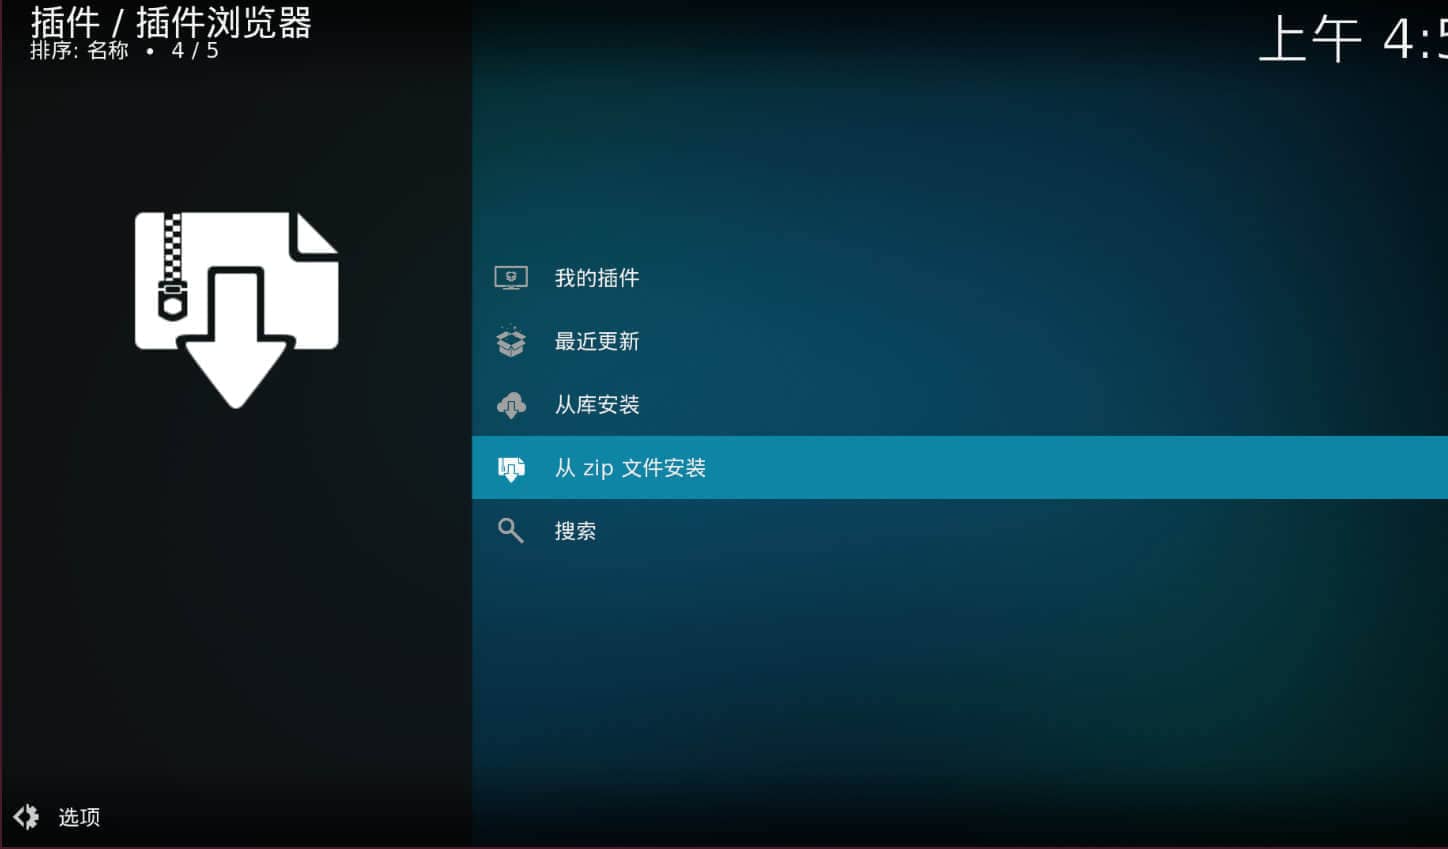 插件 / 插件浏览器
排序: 名称 • 4 / 5
上午 4:5
我的插件
最近更新
从库安装
从 zip 文件安装
搜索
选项